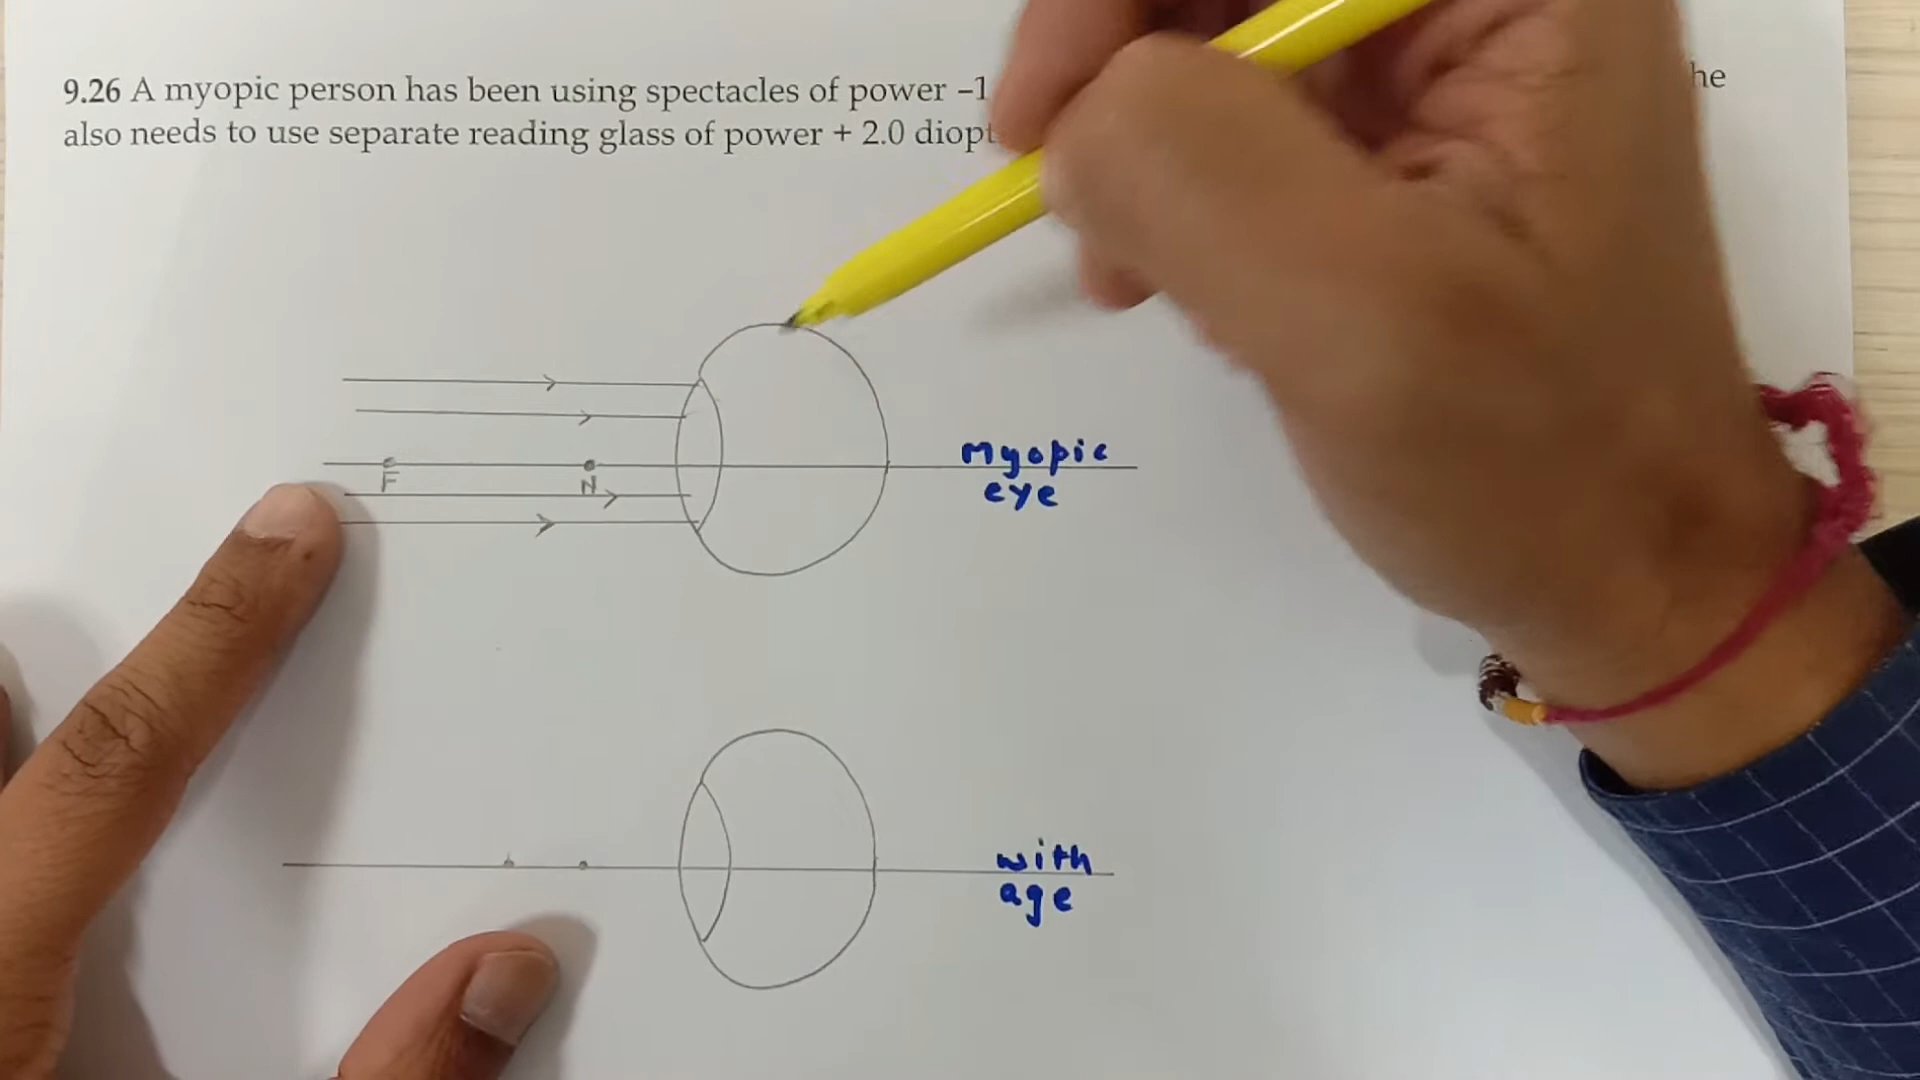 9.26 A myopic person has been using spectacles of power –1
he
also needs to use separate reading glass of power + 2.0 diopt
F
N
Myopic
eye
with
age